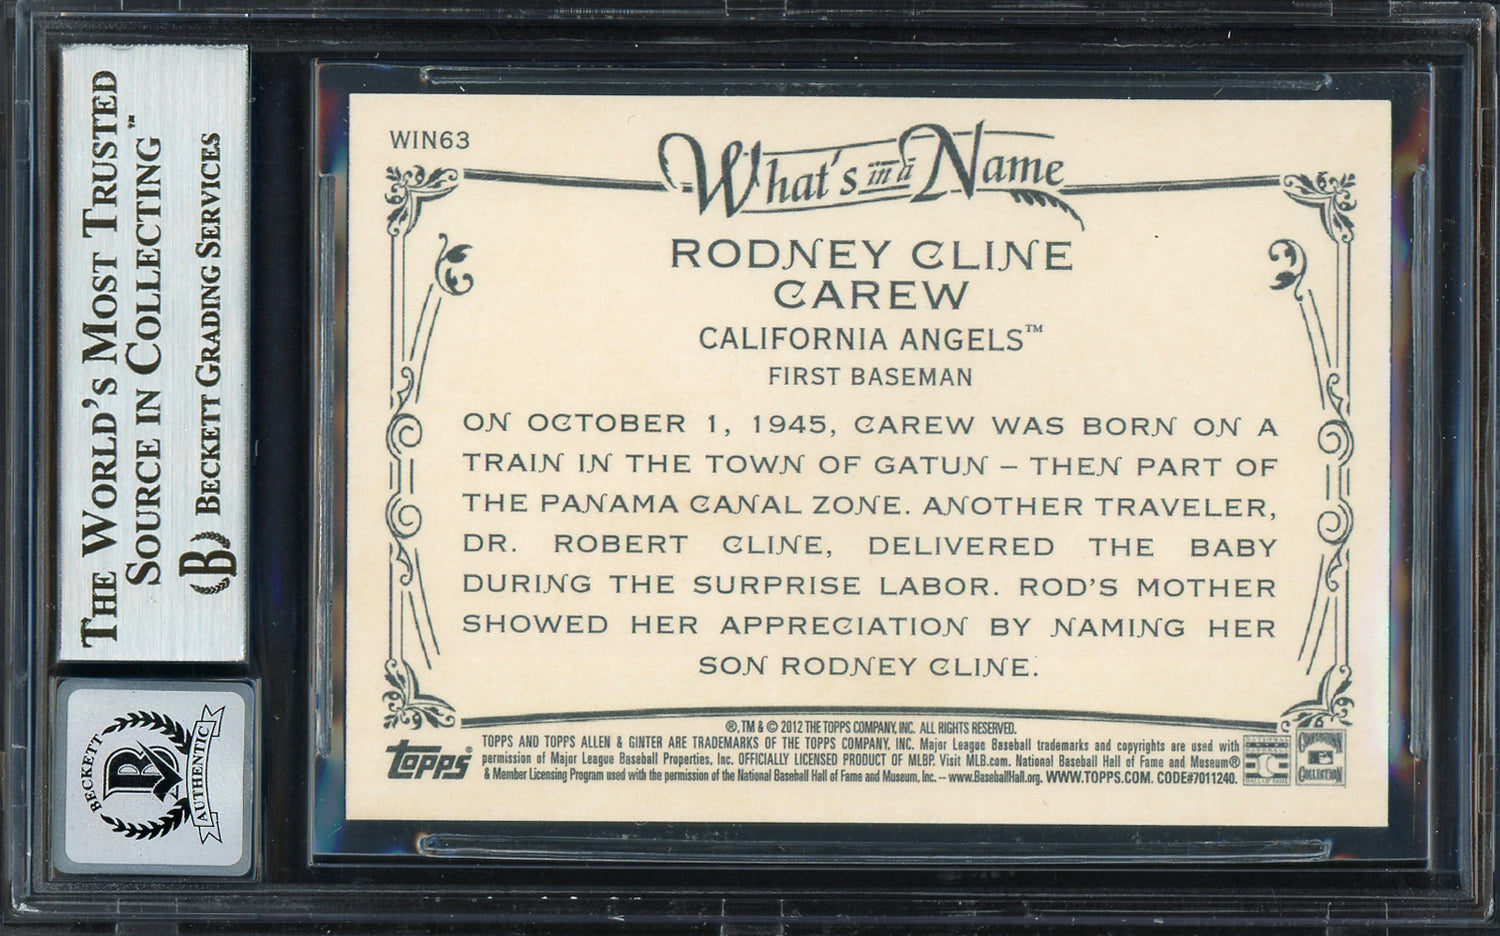 THE WORLD'S MOST TRUSTED
SOURCE IN COLLECTING™
BECKETT GRADING SERVICES
B
BECKETT
B
AUTHENTIC
WIN63
What's in a Name
RODNEY CLINE
CAREW
CALIFORNIA ANGELS™
FIRST BASEMAN
ON OCTOBER 1, 1945, CAREW WAS BORN ON A
TRAIN IN THE TOWN OF GATUN – THEN PART OF
THE PANAMA CANAL ZONE. ANOTHER TRAVELER,
DR. ROBERT CLINE, DELIVERED THE BABY
DURING THE SURPRISE LABOR. ROD'S MOTHER
SHOWED HER APPRECIATION BY NAMING HER
SON RODNEY CLINE.
®, TM & © 2012 THE TOPPS COMPANY, INC. ALL RIGHTS RESERVED.
TOPPS AND TOPPS ALLEN & GINTER ARE TRADEMARKS OF THE TOPPS COMPANY, INC. Major League Baseball trademarks and copyrights are used with
permission of Major League Baseball Properties, Inc. OFFICIALLY LICENSED PRODUCT OF MLBP. Visit MLB.com. National Baseball Hall of Fame and Museum®
& Member Licensing Program used with the permission of the National Baseball Hall of Fame and Museum, Inc. – www.BaseballHall.org. WWW.TOPPS.COM. CODE#7011240.
Topps®
COOPERSTOWN
COLLECTION